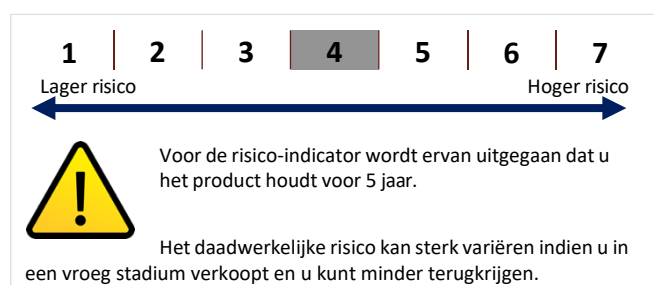 1 2 3 4 5 6 7
Lager risico Hoger risico
Voor de risico-indicator wordt ervan uitgegaan dat u
het product houdt voor 5 jaar.
Het daadwerkelijke risico kan sterk variëren indien u in
een vroeg stadium verkoopt en u kunt minder terugkrijgen.